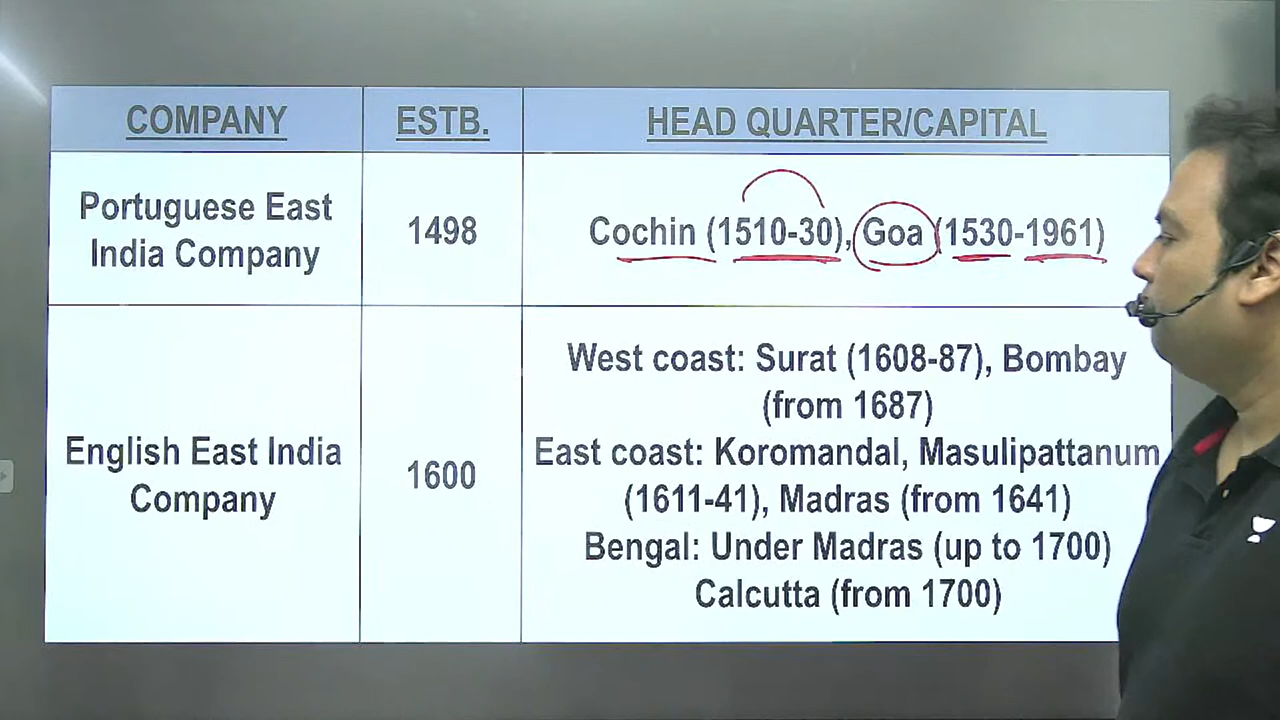 COMPANY
ESTB.
HEAD QUARTER/CAPITAL
Portuguese East
India Company
1498
Cochin (1510-30), Goa (1530-1961)
English East India
Company
1600
West coast: Surat (1608-87), Bombay
(from 1687)
East coast: Koromandal, Masulipattanum
(1611-41), Madras (from 1641)
Bengal: Under Madras (up to 1700)
Calcutta (from 1700)